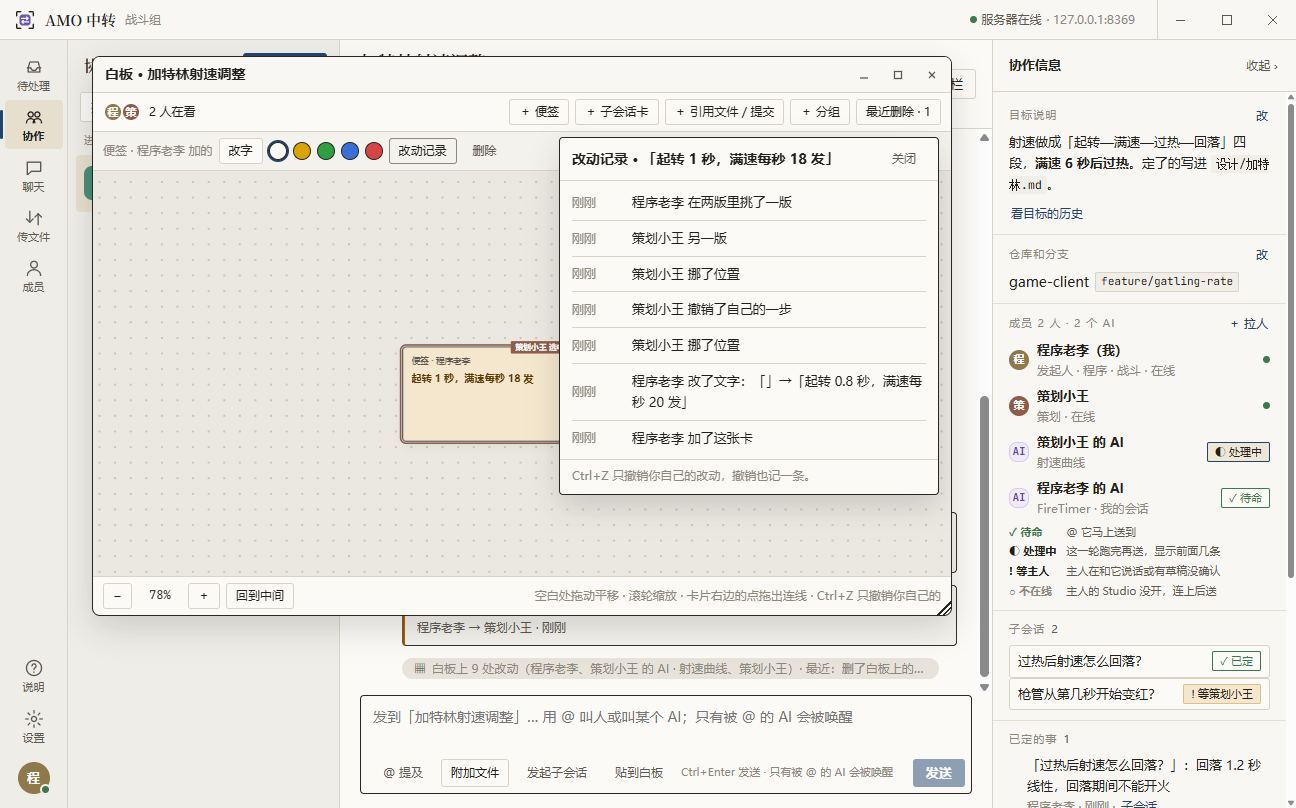 AMO 中转 战斗组
服务器在线 · 127.0.0.1:8369
待处理
协作
聊天
传文件
成员
说明
设置
程
白板 • 加特林射速调整
程 策 2 人在看
+ 便签
+ 子会话卡
+ 引用文件 / 提交
+ 分组
最近删除 · 1
便签 · 程序老李 加的
改字
改动记录
删除
便签 · 程序老李
策划小王
起转 1 秒，满速每秒 18 发
改动记录 •「起转 1 秒，满速每秒 18 发」
关闭
刚刚 程序老李 在两版里挑了一版
刚刚 策划小王 另一版
刚刚 策划小王 挪了位置
刚刚 策划小王 撤销了自己的一步
刚刚 策划小王 挪了位置
刚刚 程序老李 改了文字：「」→「起转 0.8 秒，满速每
秒 20 发」
刚刚 程序老李 加了这张卡
Ctrl+Z 只撤销你自己的改动，撤销也记一条。
− 78% +
回到中间
空白处拖动平移 · 滚轮缩放 · 卡片右边的点拖出连线 · Ctrl+Z 只撤销你自己的
栏
程序老李 → 策划小王 · 刚刚
白板上 9 处改动（程序老李、策划小王 的 AI · 射速曲线、策划小王）· 最近：删了白板上的...
发到「加特林射速调整」... 用 @ 叫人或叫某个 AI；只有被 @ 的 AI 会被唤醒
@ 提及
附加文件
发起子会话
贴到白板
Ctrl+Enter 发送 · 只有被 @ 的 AI 会被唤醒
发送
协作信息
收起 ›
目标说明
改
射速做成「起转—满速—过热—回落」四
段，满速 6 秒后过热。定了的写进 设计/加特
林.md 。
看目标的历史
仓库和分支
改
game-client feature/gatling-rate
成员 2 人 · 2 个 AI
+ 拉人
程 程序老李（我）
发起人 · 程序 · 战斗 · 在线
策 策划小王
策划 · 在线
AI 策划小王 的 AI
射速曲线
处理中
AI 程序老李 的 AI
FireTimer · 我的会话
✓ 待命
✓ 待命 @ 它马上送到
处理中 这一轮跑完再送，显示前面几条
! 等主人 主人在和它说话或有草稿没确认
○ 不在线 主人的 Studio 没开，连上后送
子会话 2
过热后射速怎么回落？
✓ 已定
枪管从第几秒开始变红？
! 等策划小王
已定的事 1
「过热后射速怎么回落？」：回落 1.2 秒
线性，回落期间不能开火
程序老李 · 刚刚 · 子会话